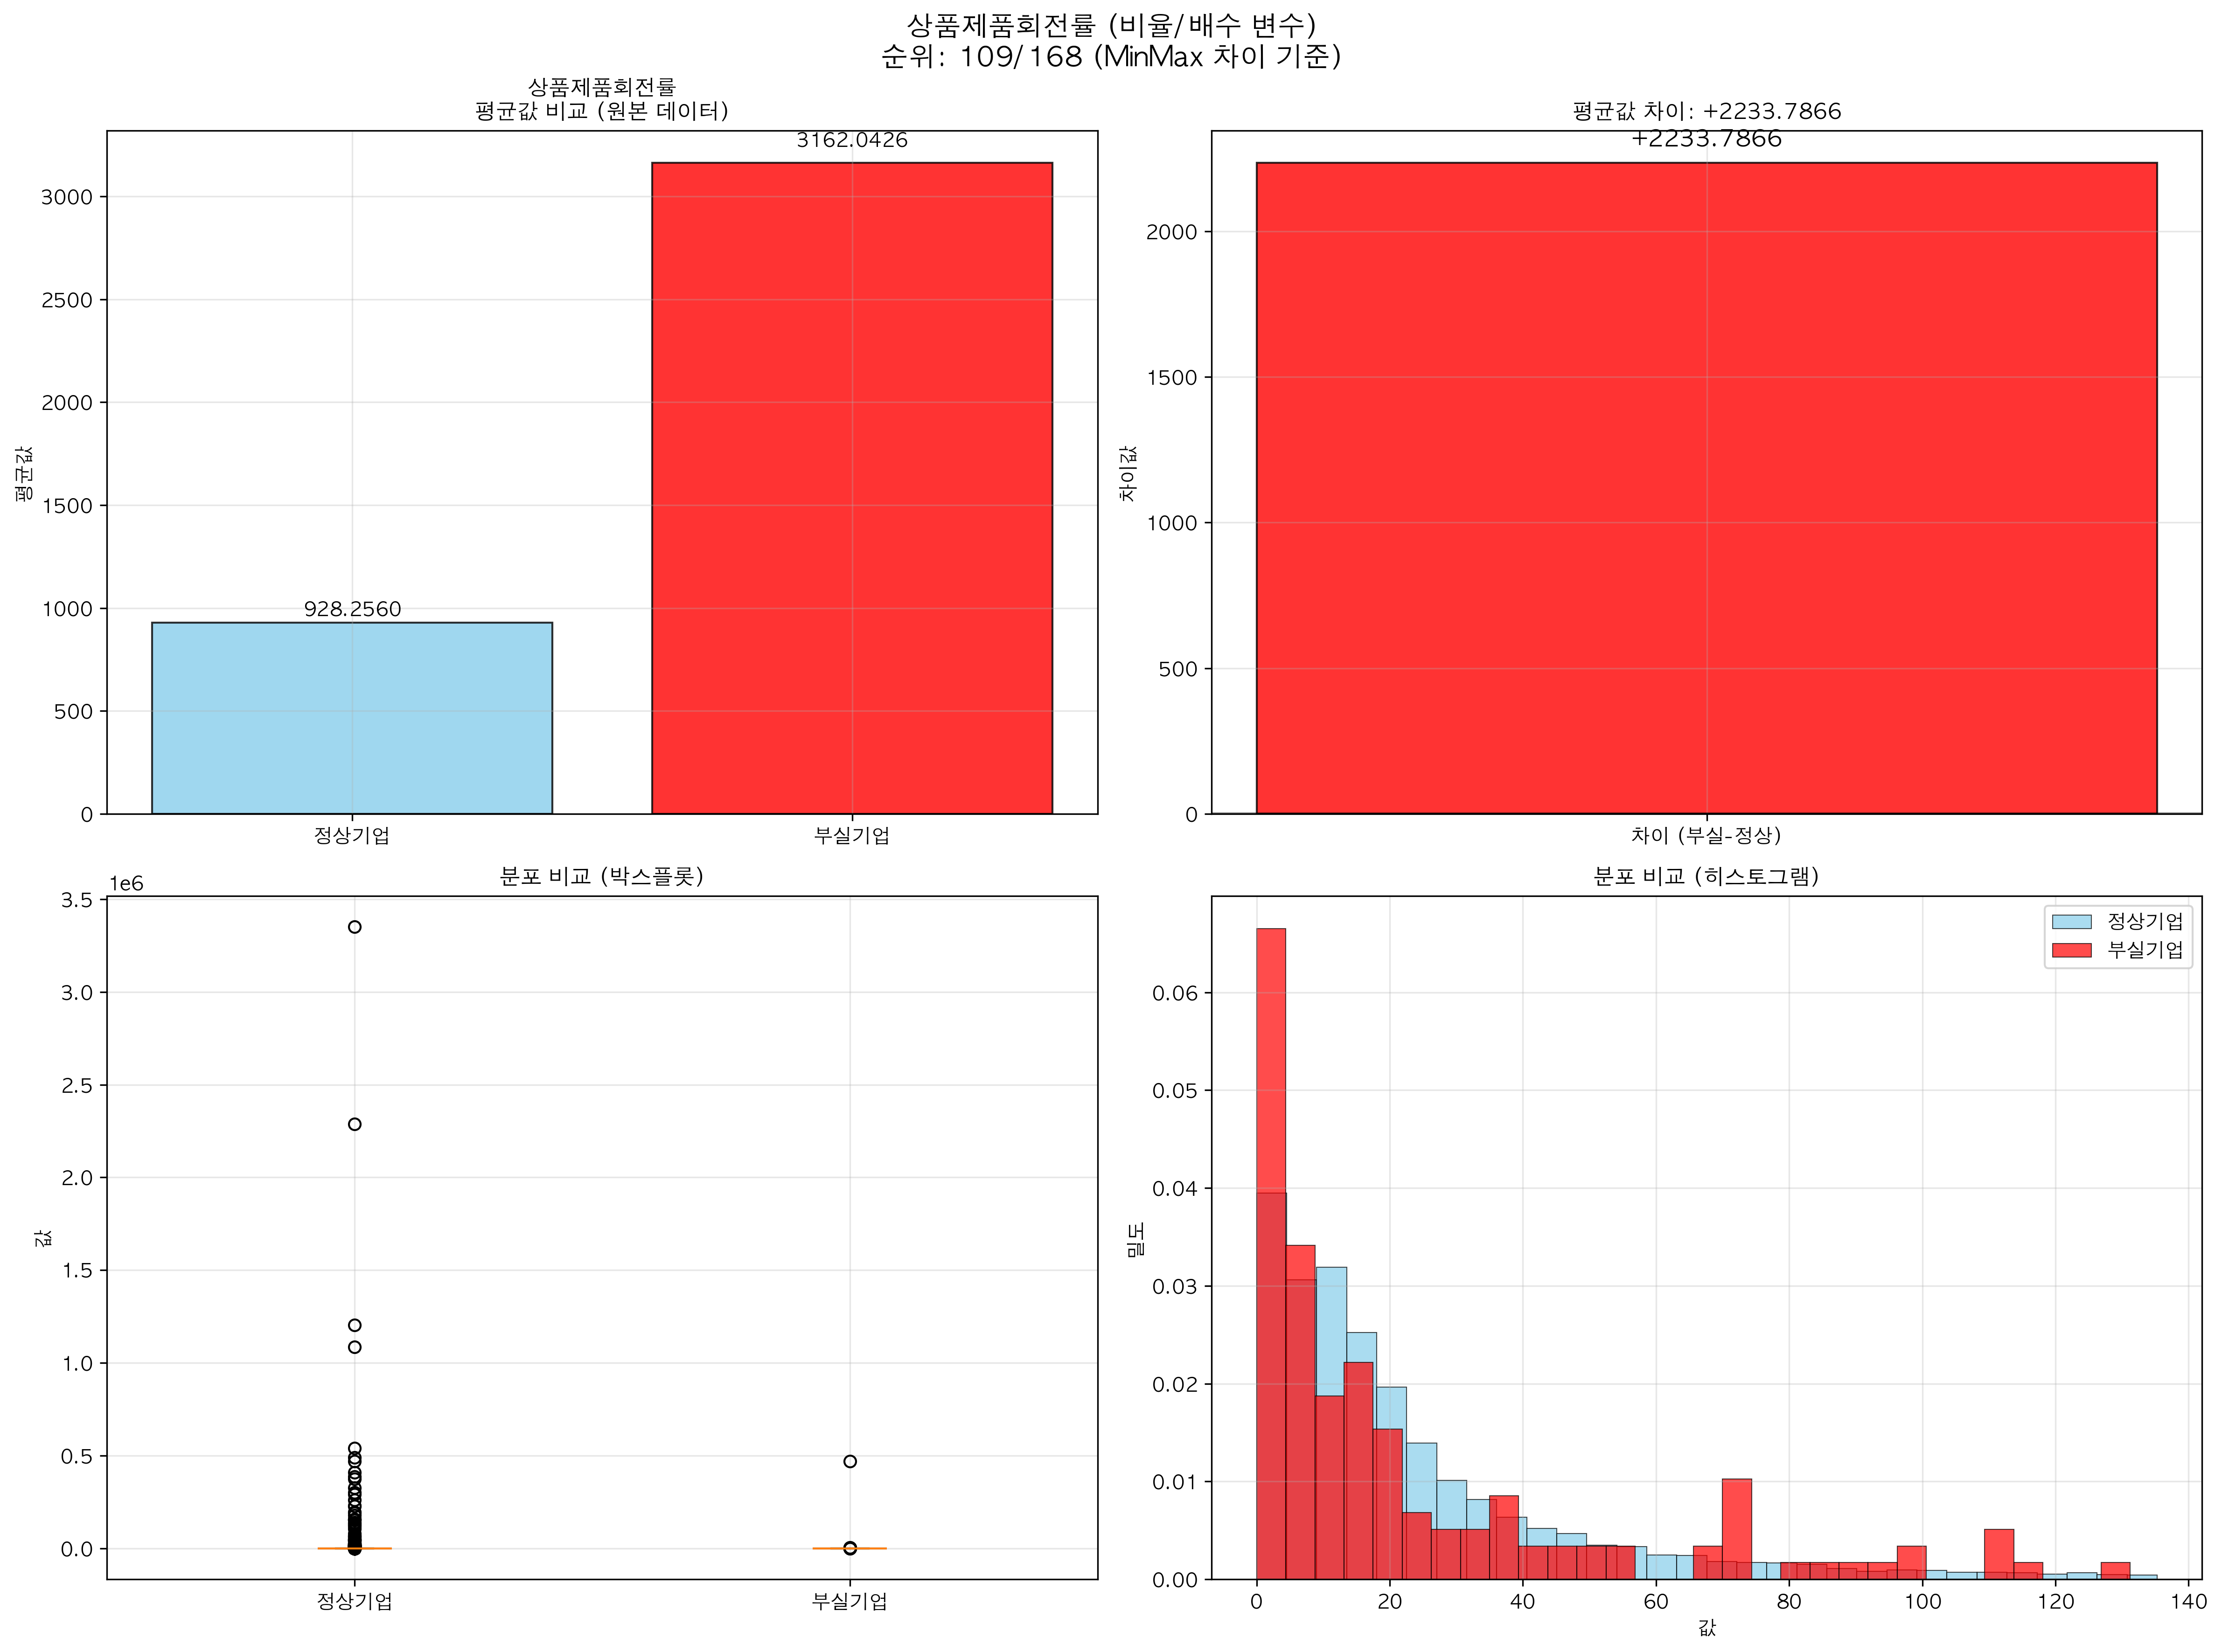 상품제품회전률 (비율/배수 변수)
순위: 109/168 (MinMax 차이 기준)
상품제품회전률
평균값 비교 (원본 데이터)
3162.0426
928.2560
3000
2500
2000
1500
1000
500
0
평균값
정상기업
부실기업
평균값 차이: +2233.7866
+2233.7866
2000
1500
1000
500
0
차이값
차이 (부실-정상)
분포 비교 (박스플롯)
1e6
3.5
3.0
2.5
2.0
1.5
1.0
0.5
0.0
값
정상기업
부실기업
분포 비교 (히스토그램)
정상기업
부실기업
0.06
0.05
0.04
0.03
0.02
0.01
0.00
밀도
0
20
40
60
80
100
120
140
값